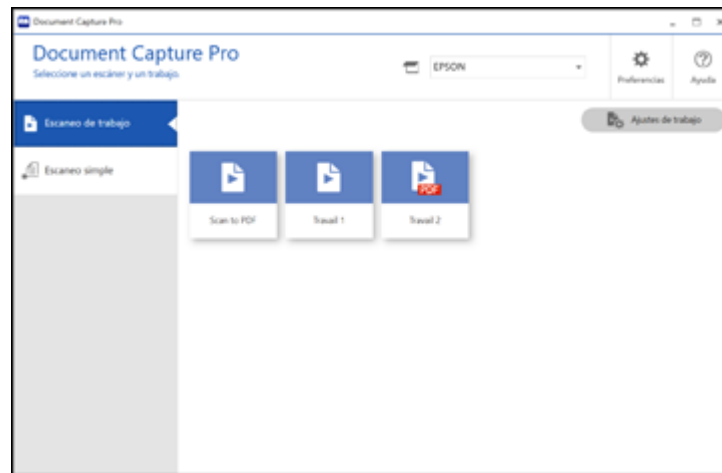 Document Capture Pro
Document Capture Pro
Seleccione un escáner y un trabajo.
EPSON
Preferencias
Ayuda
Escaneo de trabajo
Ajustes de trabajo
Escaneo simple
Scan to PDF
Travail 1
PDF
Travail 2